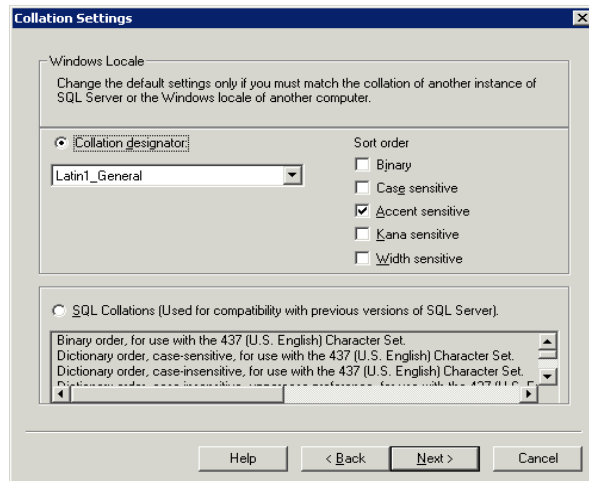 Collation Settings
Windows Locale
Change the default settings only if you must match the collation of another instance of
SQL Server or the Windows locale of another computer.
Collation designator:
Latin1_General
Sort order
Binary
Case sensitive
Accent sensitive
Kana sensitive
Width sensitive
SQL Collations (Used for compatibility with previous versions of SQL Server).
Binary order, for use with the 437 (U.S. English) Character Set.
Dictionary order, case-sensitive, for use with the 437 (U.S. English) Character Set.
Dictionary order, case-insensitive, for use with the 437 (U.S. English) Character Set.
Help
< Back
Next >
Cancel